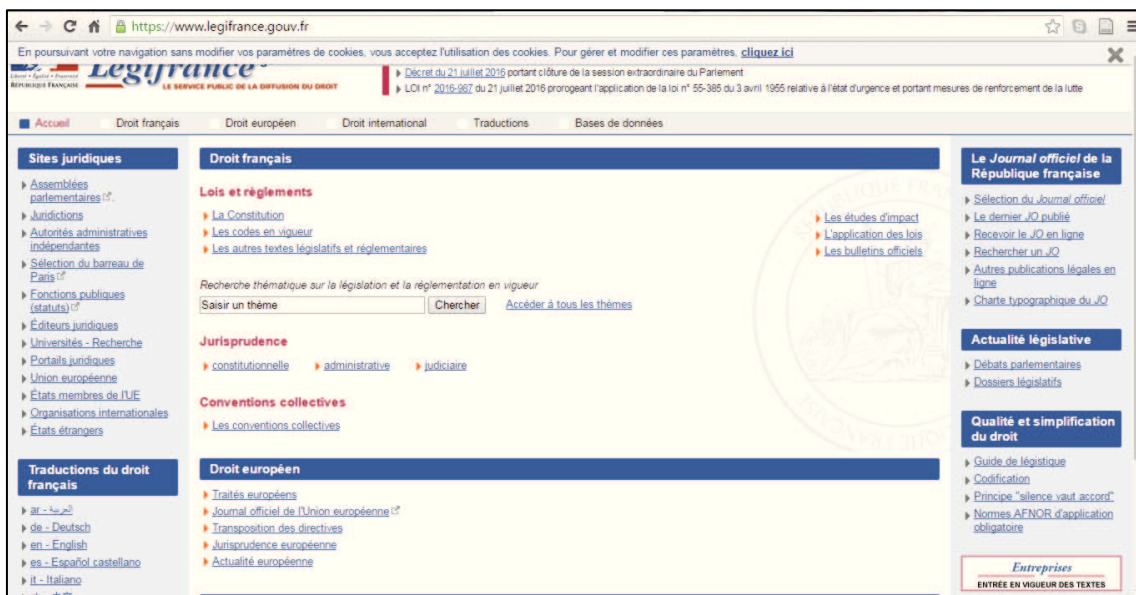 https://www.legifrance.gouv.fr
En poursuivant votre navigation sans modifier vos paramètres de cookies, vous acceptez l'utilisation des cookies. Pour gérer et modifier ces paramètres, cliquez ici
Legifrance
LE SERVICE PUBLIC DE LA DIFFUSION DU DROIT
Liberté • Égalité • Fraternité
RÉPUBLIQUE FRANÇAISE
Décret du 21 juillet 2016 portant clôture de la session extraordinaire du Parlement
LOI n° 2016-987 du 21 juillet 2016 prorogeant l'application de la loi n° 55-385 du 3 avril 1955 relative à l'état d'urgence et portant mesures de renforcement de la lutte
Accueil Droit français Droit européen Droit international Traductions Bases de données
Sites juridiques
Assemblées
parlementaires
Juridictions
Autorités administratives
indépendantes
Sélection du barreau de
Paris
Fonctions publiques
(statuts)
Éditeurs juridiques
Universités - Recherche
Portails juridiques
Union européenne
États membres de l'UE
Organisations internationales
États étrangers
Traductions du droit
français
ar - العربية
de - Deutsch
en - English
es - Español castellano
it - Italiano
Droit français
Lois et règlements
La Constitution
Les codes en vigueur
Les autres textes législatifs et réglementaires
Les études d'impact
L'application des lois
Les bulletins officiels
Recherche thématique sur la législation et la réglementation en vigueur
Saisir un thème Chercher Accéder à tous les thèmes
Jurisprudence
constitutionnelle administrative judiciaire
Conventions collectives
Les conventions collectives
Droit européen
Traités européens
Journal officiel de l'Union européenne
Transposition des directives
Jurisprudence européenne
Actualité européenne
Le Journal officiel de la
République française
Sélection du Journal officiel
Le dernier JO publié
Recevoir le JO en ligne
Rechercher un JO
Autres publications légales en
ligne
Charte typographique du JO
Actualité législative
Débats parlementaires
Dossiers législatifs
Qualité et simplification
du droit
Guide de légistique
Codification
Principe "silence vaut accord"
Normes AFNOR d'application
obligatoire
Entreprises
ENTRÉE EN VIGUEUR DES TEXTES